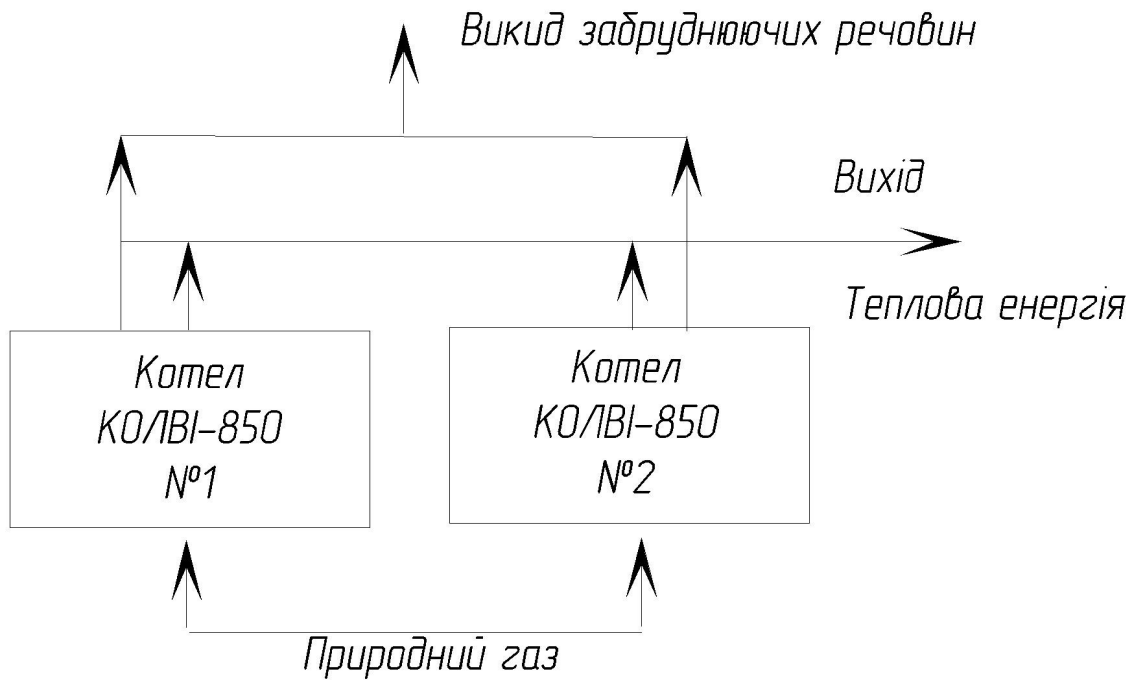 Викид забруднюючих речовин
Вихід
Теплова енергія
Котел
КОЛВІ-850
№1
Котел
КОЛВІ-850
№2
Природний газ